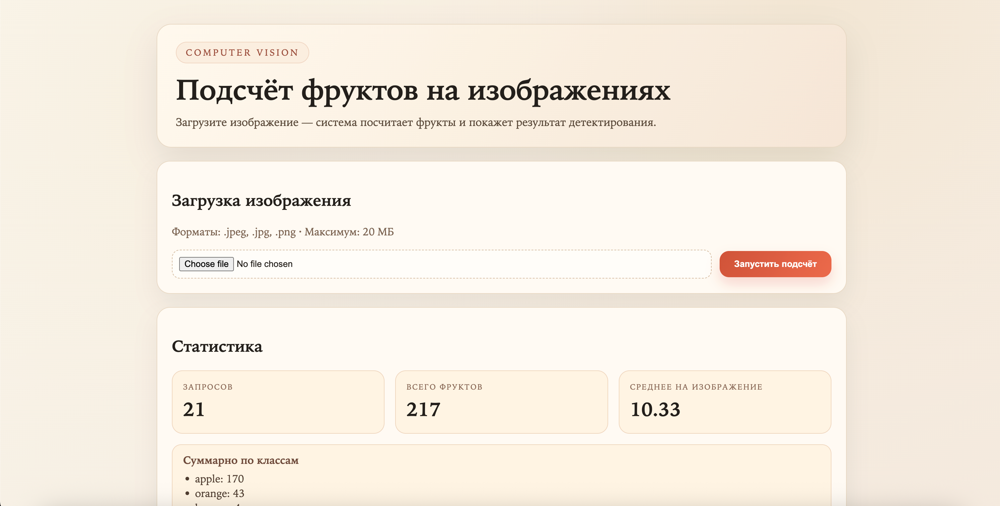 COMPUTER VISION
Подсчёт фруктов на изображениях
Загрузите изображение — система посчитает фрукты и покажет результат детектирования.
Загрузка изображения
Форматы: .jpeg, .jpg, .png · Максимум: 20 МБ
Choose file No file chosen
Запустить подсчёт
Статистика
ЗАПРОСОВ
21
ВСЕГО ФРУКТОВ
217
СРЕДНЕЕ НА ИЗОБРАЖЕНИЕ
10.33
Суммарно по классам
• apple: 170
• orange: 43